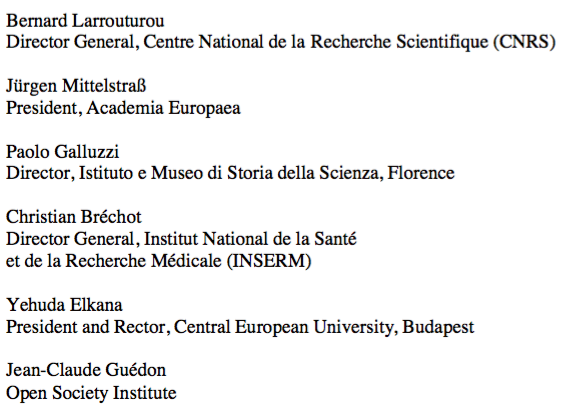 Bernard Larrouturou
Director General, Centre National de la Recherche Scientifique (CNRS)
Jürgen Mittelstraß
President, Academia Europaea
Paolo Galluzzi
Director, Istituto e Museo di Storia della Scienza, Florence
Christian Bréchot
Director General, Institut National de la Santé
et de la Recherche Médicale (INSERM)
Yehuda Elkana
President and Rector, Central European University, Budapest
Jean-Claude Guédon
Open Society Institute